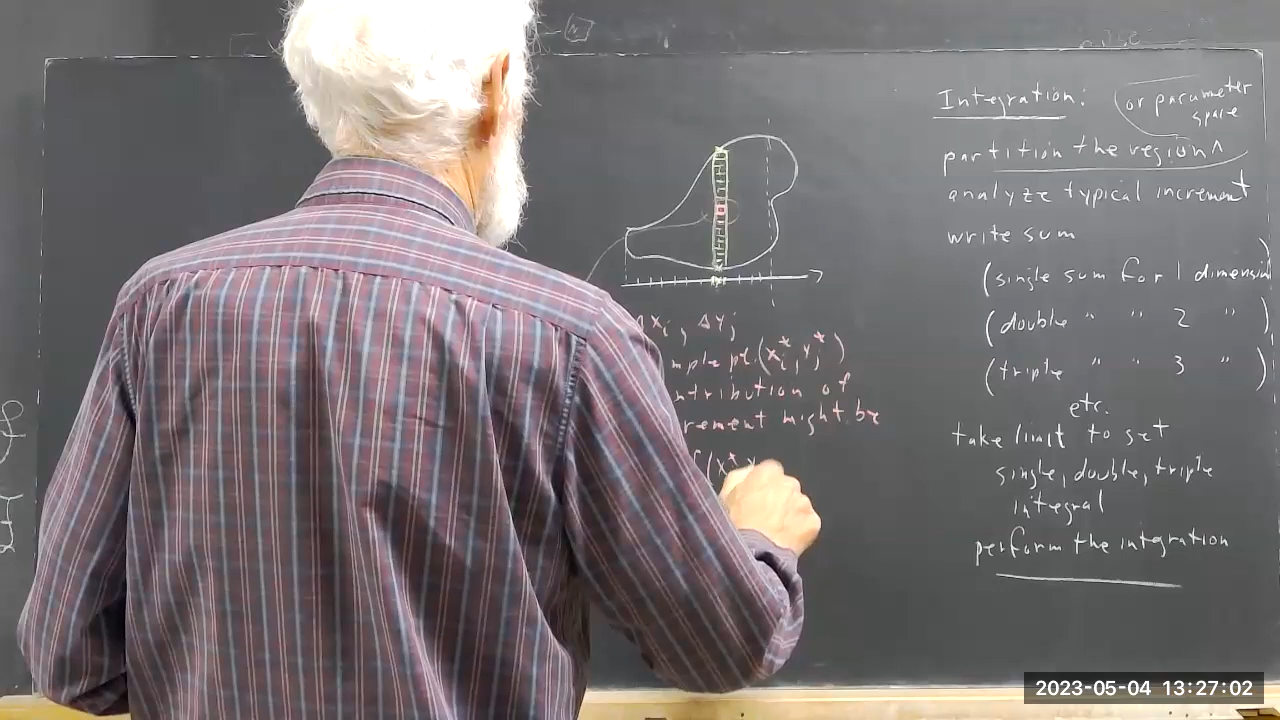 Δxᵢ, Δyⱼ
mple pt. (xᵢ*, yⱼ*)
ntribution of
rement might be
f(x*, y
Integration: (or parameter
space
partition the region ^
analyze typical increment
write sum
(single sum for 1 dimension)
(double " " 2 " )
(triple " " 3 " )
etc.
take limit to get
single, double, triple
integral
perform the integration
2023-05-04 13:27:02